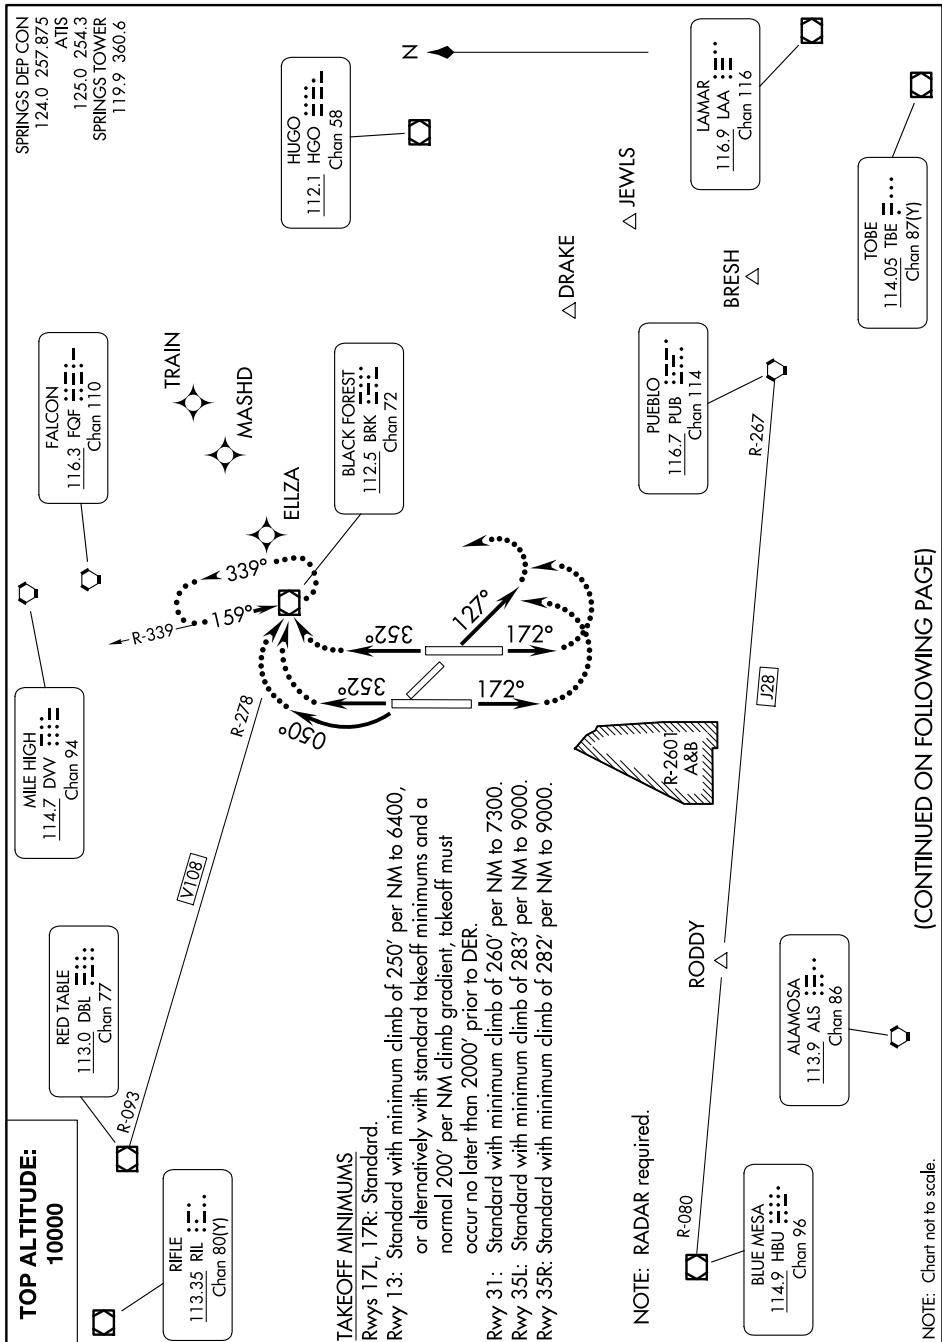 TOP ALTITUDE:
10000
SPRINGS DEP CON
124.0 257.875
ATIS
125.0 254.3
SPRINGS TOWER
119.9 360.6
RIFLE
113.35 RIL
Chan 80(Y)
RED TABLE
113.0 DBL
Chan 77
R-093
V108
R-278
MILE HIGH
114.7 DVV
Chan 94
FALCON
116.3 FQF
Chan 110
R-339
159°
339°
ELLZA
MASHD
TRAIN
BLACK FOREST
112.5 BRK
Chan 72
HUGO
112.1 HGO
Chan 58
N
050°
352°
352°
172°
172°
127°
TAKEOFF MINIMUMS
Rwys 17L, 17R: Standard.
Rwy 13: Standard with minimum climb of 250' per NM to 6400,
or alternatively with standard takeoff minimums and a
normal 200' per NM climb gradient, takeoff must
occur no later than 2000' prior to DER.
Rwy 31: Standard with minimum climb of 260' per NM to 7300.
Rwy 35L: Standard with minimum climb of 283' per NM to 9000.
Rwy 35R: Standard with minimum climb of 282' per NM to 9000.
R-2601
A&B
DRAKE
JEWLS
BRESH
LAMAR
116.9 LAA
Chan 116
PUEBLO
116.7 PUB
Chan 114
R-267
J28
RODDY
R-080
TOBE
114.05 TBE
Chan 87(Y)
NOTE: RADAR required.
BLUE MESA
114.9 HBU
Chan 96
ALAMOSA
113.9 ALS
Chan 86
NOTE: Chart not to scale.
(CONTINUED ON FOLLOWING PAGE)